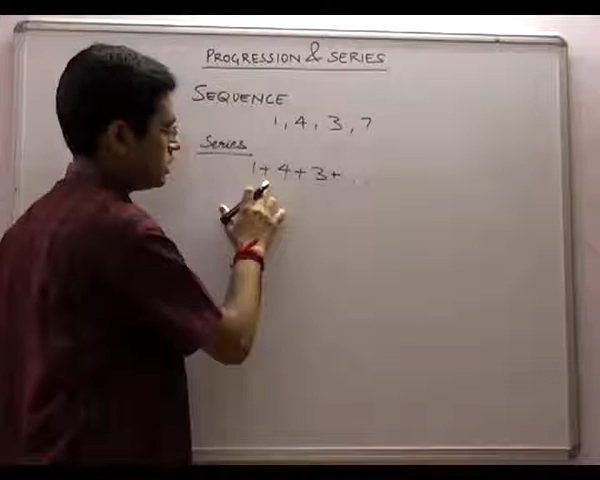 PROGRESSION & SERIES
SEQUENCE
1, 4, 3, 7
Series
1 + 4 + 3 + ...